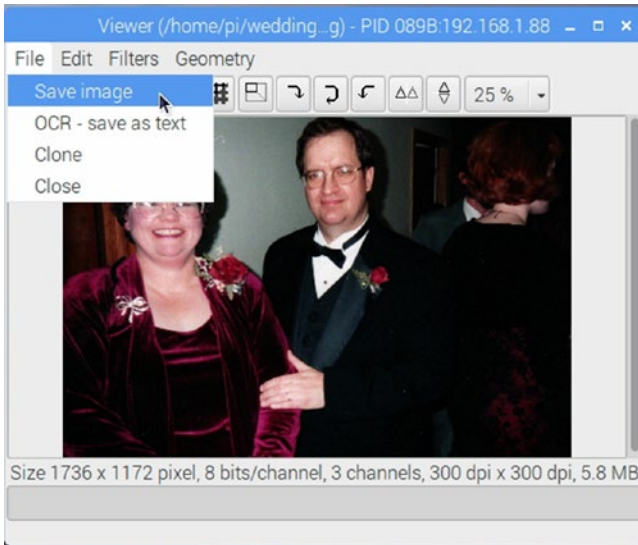 Viewer (/home/pi/wedding...g) - PID 089B:192.168.1.88
File Edit Filters Geometry
Save image
25 %
OCR - save as text
Clone
Close
Size 1736 x 1172 pixel, 8 bits/channel, 3 channels, 300 dpi x 300 dpi, 5.8 MB